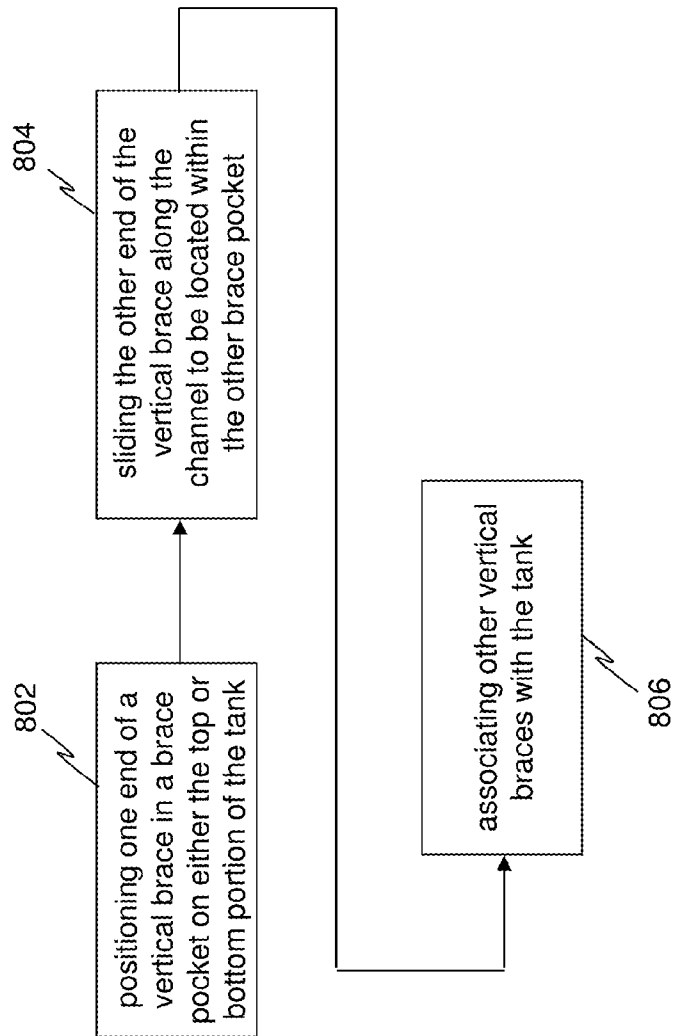 802
positioning one end of a
vertical brace in a brace
pocket on either the top or
bottom portion of the tank
804
sliding the other end of the
vertical brace along the
channel to be located within
the other brace pocket
associating other vertical
braces with the tank
806